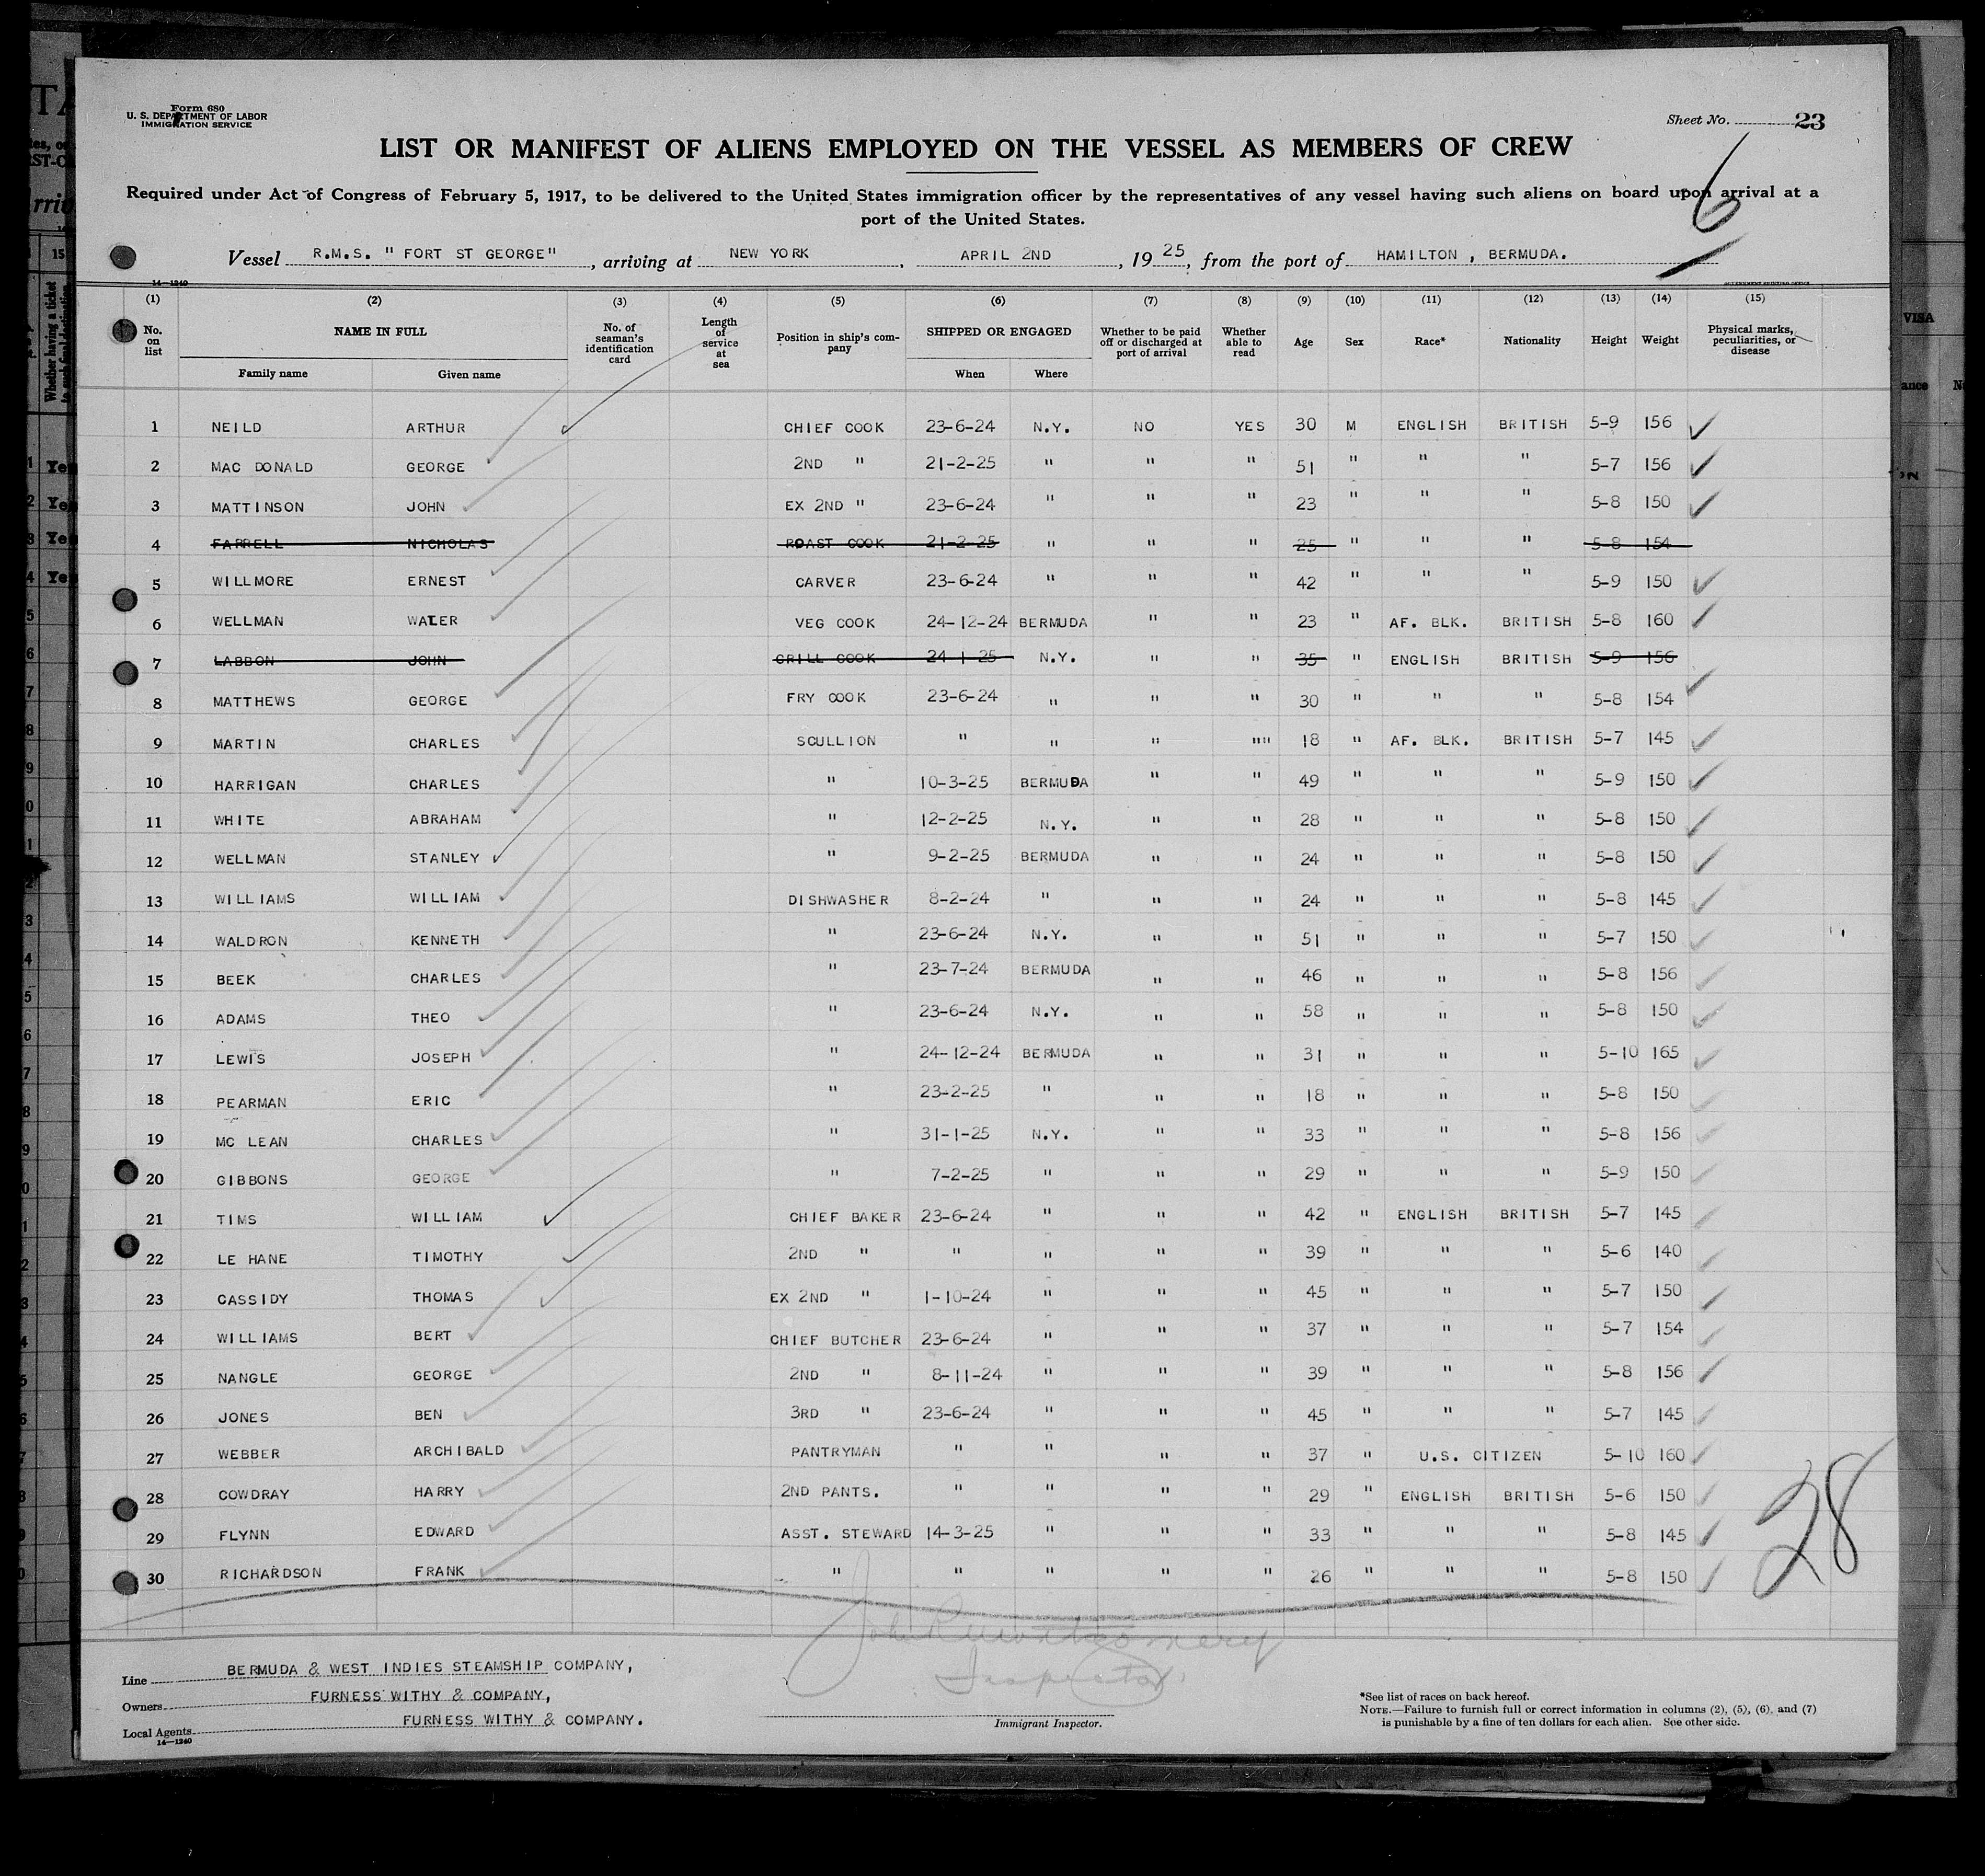 Form 680
U. S. DEPARTMENT OF LABOR
IMMIGRATION SERVICE
Sheet No. 23
6
LIST OR MANIFEST OF ALIENS EMPLOYED ON THE VESSEL AS MEMBERS OF CREW
Required under Act of Congress of February 5, 1917, to be delivered to the United States immigration officer by the representatives of any vessel having such aliens on board upon arrival at a
port of the United States.
Vessel R.M.S. " FORT ST GEORGE" , arriving at NEW YORK , APRIL 2ND , 19 25, from the port of HAMILTON , BERMUDA.
14—1240
(1) (2) (3) (4) (5) (6) (7) (8) (9) (10) (11) (12) (13) (14) (15)
No. on list NAME IN FULL No. of seaman's identification card Length of service at sea Position in ship's company SHIPPED OR ENGAGED Whether to be paid off or discharged at port of arrival Whether able to read Age Sex Race* Nationality Height Weight Physical marks, peculiarities, or disease
Family name Given name When Where
1 NEILD ARTHUR CHIEF COOK 23-6-24 N.Y. NO YES 30 M ENGLISH BRITISH 5-9 156
2 MAC DONALD GEORGE 2ND " 21-2-25 " " " 51 " " " 5-7 156
3 MATTINSON JOHN EX 2ND " 23-6-24 " " " 23 " " " 5-8 150
4 FARRELL NICHOLAS ROAST COOK 21-2-25 " " " 25 " " " 5-8 154
5 WILLMORE ERNEST CARVER 23-6-24 " " " 42 " " " 5-9 150
6 WELLMAN WATER VEG COOK 24-12-24 BERMUDA " " 23 " AF. BLK. BRITISH 5-8 160
7 LABBON JOHN GRILL COOK 24-1-25 N.Y. " " 35 " ENGLISH BRITISH 5-9 156
8 MATTHEWS GEORGE FRY COOK 23-6-24 " " " 30 " " " 5-8 154
9 MARTIN CHARLES SCULLION " " " "" 18 " AF. BLK. BRITISH 5-7 145
10 HARRIGAN CHARLES " 10-3-25 BERMUDA " " 49 " " " 5-9 150
11 WHITE ABRAHAM " 12-2-25 N.Y. " " 28 " " " 5-8 150
12 WELLMAN STANLEY " 9-2-25 BERMUDA " " 24 " " " 5-8 150
13 WILLIAMS WILLIAM DISHWASHER 8-2-24 " " " 24 " " " 5-8 145
14 WALDRON KENNETH " 23-6-24 N.Y. " " 51 " " " 5-7 150
15 BEEK CHARLES " 23-7-24 BERMUDA " " 46 " " " 5-8 156
16 ADAMS THEO " 23-6-24 N.Y. " " 58 " " " 5-8 150
17 LEWIS JOSEPH " 24-12-24 BERMUDA " " 31 " " " 5-10 165
18 PEARMAN ERIC " 23-2-25 " " " 18 " " " 5-8 150
19 MC LEAN CHARLES " 31-1-25 N.Y. " " 33 " " " 5-8 156
20 GIBBONS GEORGE " 7-2-25 " " " 29 " " " 5-9 150
21 TIMS WILLIAM CHIEF BAKER 23-6-24 " " " 42 " ENGLISH BRITISH 5-7 145
22 LE HANE TIMOTHY 2ND " " " " " 39 " " " 5-6 140
23 CASSIDY THOMAS EX 2ND " 1-10-24 " " " 45 " " " 5-7 150
24 WILLIAMS BERT CHIEF BUTCHER 23-6-24 " " " 37 " " " 5-7 154
25 NANGLE GEORGE 2ND " 8-11-24 " " " 39 " " " 5-8 156
26 JONES BEN 3RD " 23-6-24 " " " 45 " " " 5-7 145
27 WEBBER ARCHIBALD PANTRYMAN " " " " 37 " U.S. CITIZEN 5-10 160
28 COWDRAY HARRY 2ND PANTS. " " " " 29 " ENGLISH BRITISH 5-6 150
29 FLYNN EDWARD ASST. STEWARD 14-3-25 " " " 33 " " " 5-8 145
30 RICHARDSON FRANK " " " " " 26 " " " 5-8 150
28
John R Montgomery
Inspector
Line BERMUDA & WEST INDIES STEAMSHIP COMPANY,
Owners FURNESS WITHY & COMPANY,
Local Agents FURNESS WITHY & COMPANY.
14—1240
Immigrant Inspector.
*See list of races on back hereof.
NOTE.—Failure to furnish full or correct information in columns (2), (5), (6), and (7)
is punishable by a fine of ten dollars for each alien. See other side.